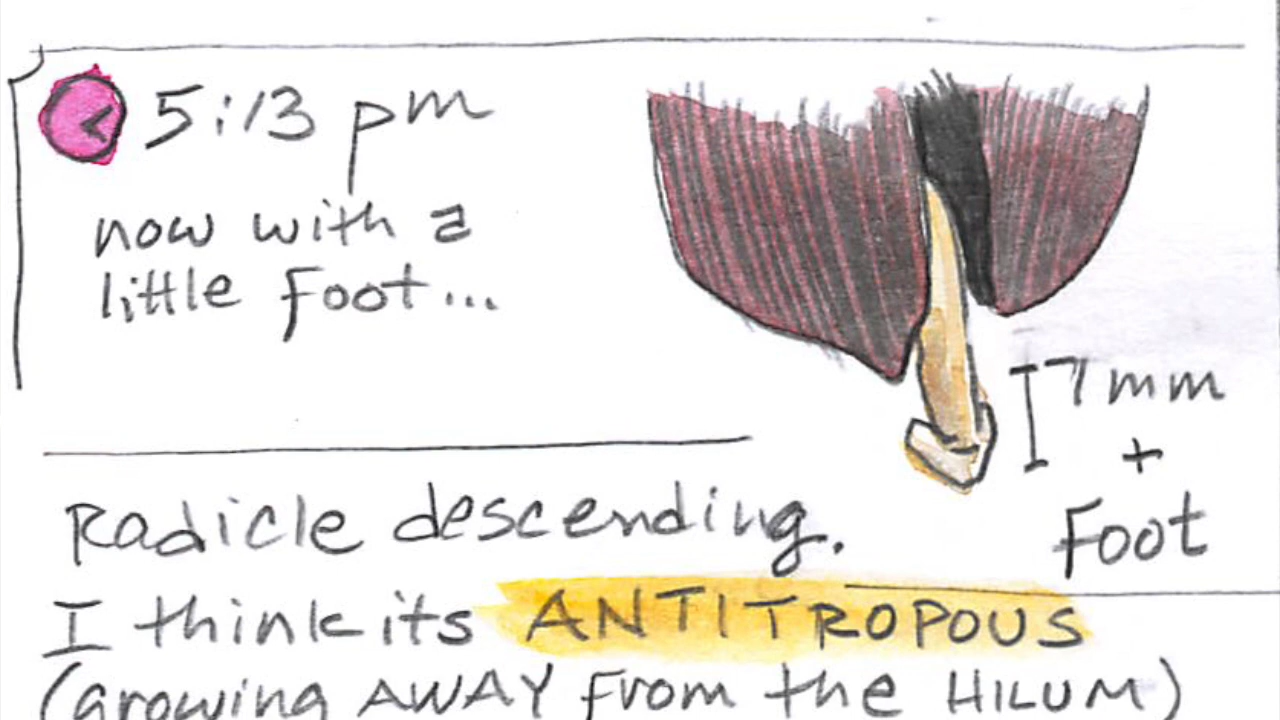 5:13 pm
now with a
little foot...
7mm
+
Foot
Radicle descending.
I think its ANTITROPOUS
(growing AWAY from the HILUM)